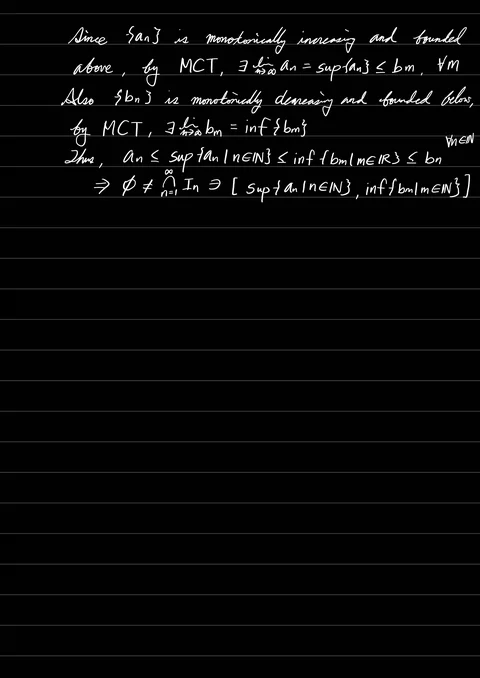 Since {an} is monotonically increasing and bounded
above, by MCT, ∃ lim n→∞ an = sup{an} ≤ bm, ∀m
Also {bn} is monotonically decreasing and bounded below,
by MCT, ∃ lim n→∞ bm = inf{bm}
Thus, an ≤ sup{an | n∈ℕ} ≤ inf{bm | m∈ℝ} ≤ bn ∀n∈ℕ
⇒ ∅ ≠ ∞∩n=1 In ∋ [sup{an | n∈ℕ}, inf{bm | m∈ℕ}]